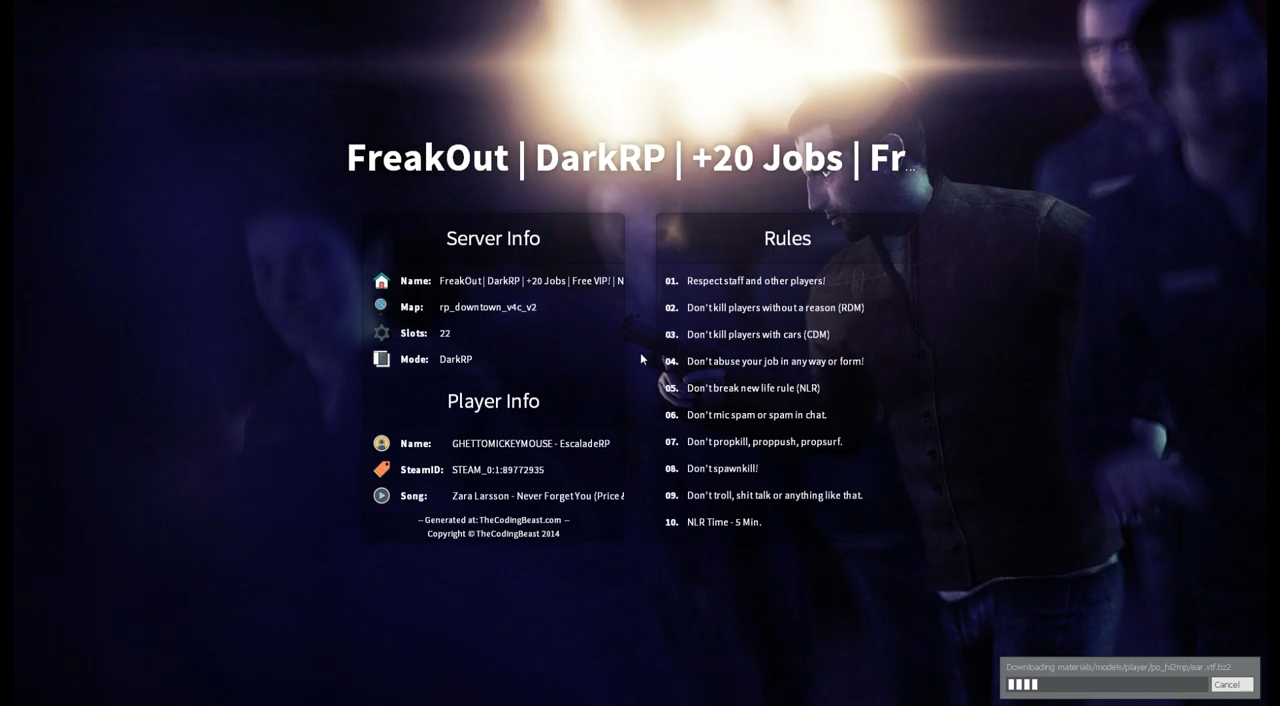 FreakOut | DarkRP | +20 Jobs | Fr...
Server Info
Name: FreakOut | DarkRP | +20 Jobs | Free VIP! | N
Map: rp_downtown_v4c_v2
Slots: 22
Mode: DarkRP
Player Info
Name: GHETTOMICKEYMOUSE - EscaladeRP
SteamID: STEAM_0:1:89772935
Song: Zara Larsson - Never Forget You (Price &
-- Generated at: TheCodingBeast.com --
Copyright © TheCodingBeast 2014
Rules
01. Respect staff and other players!
02. Don't kill players without a reason (RDM)
03. Don't kill players with cars (CDM)
04. Don't abuse your job in any way or form!
05. Don't break new life rule (NLR)
06. Don't mic spam or spam in chat.
07. Don't propkill, proppush, propsurf.
08. Don't spawnkill!
09. Don't troll, shit talk or anything like that.
10. NLR Time - 5 Min.
Downloading materials/models/player/po_hl2mp/ear.vtf.bz2
Cancel